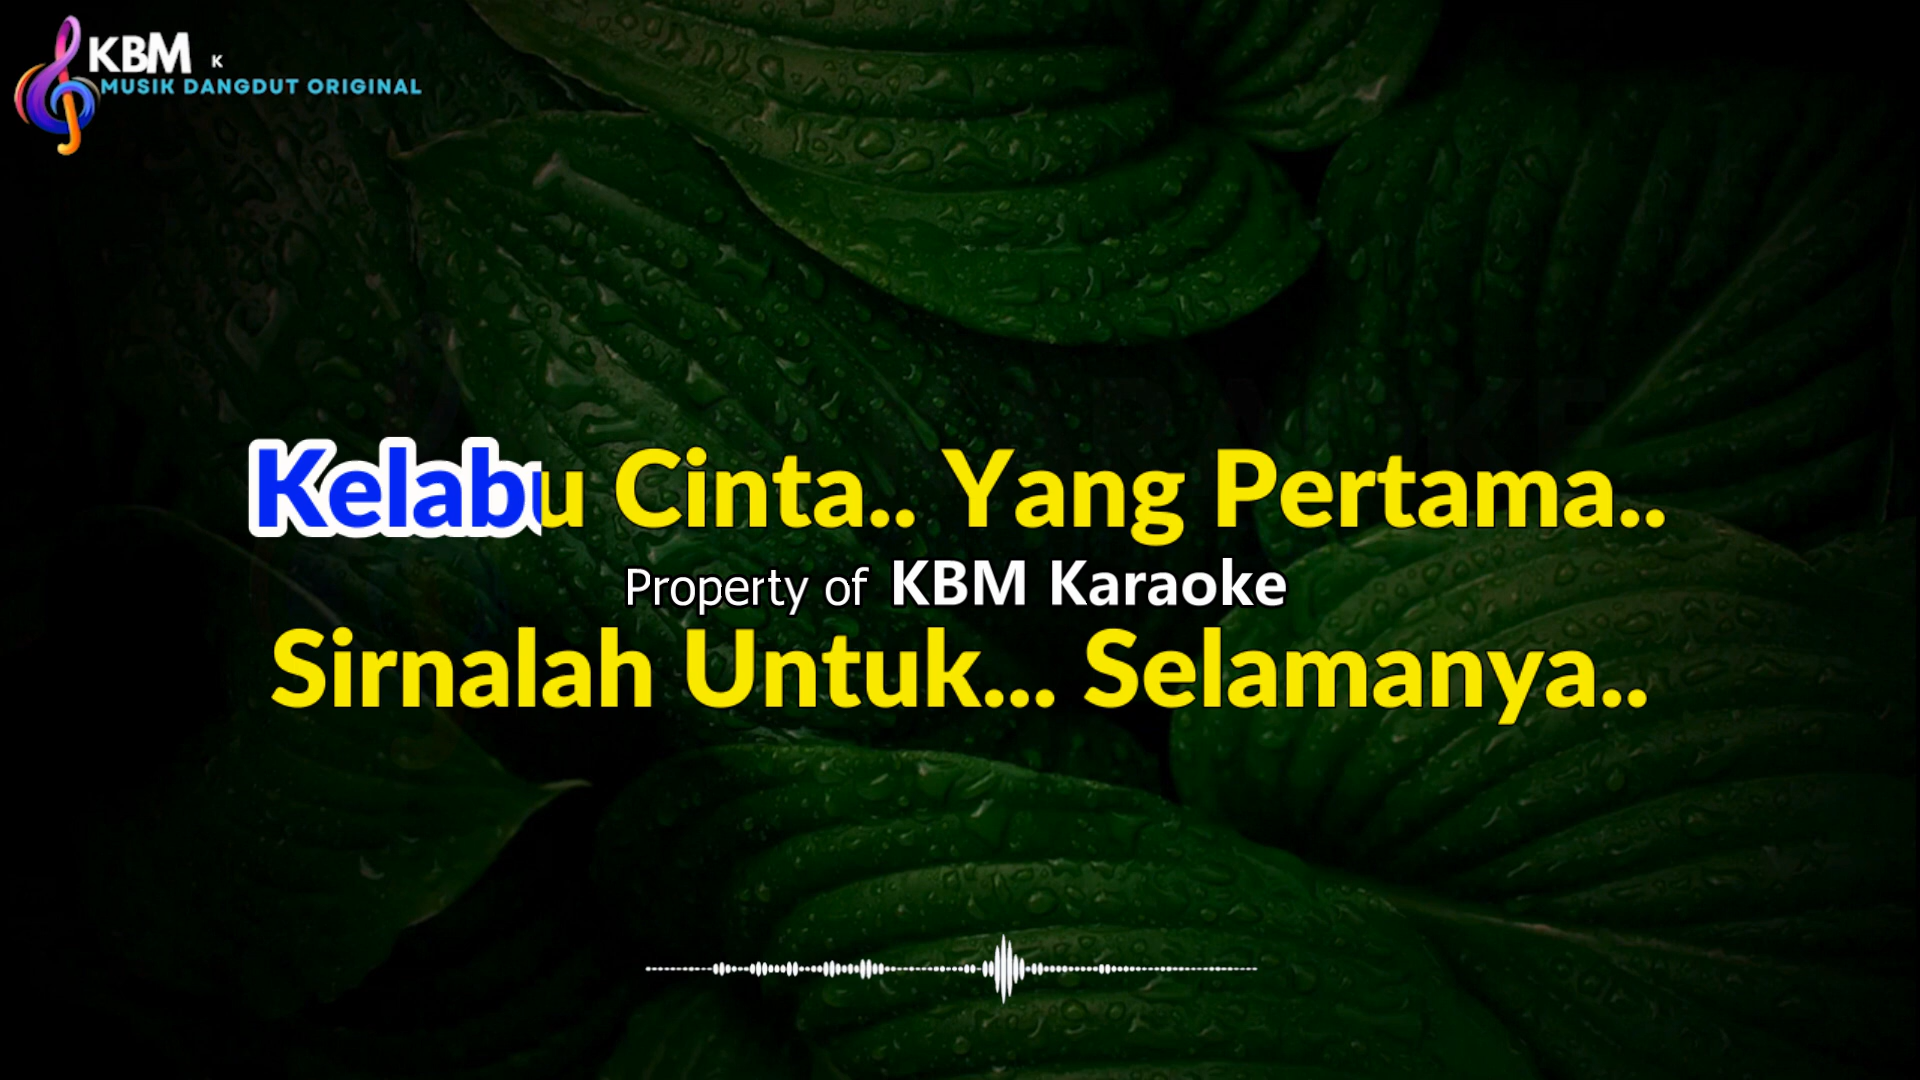 KBM K
MUSIK DANGDUT ORIGINAL
Kelabu Cinta.. Yang Pertama..
Property of KBM Karaoke
Sirnalah Untuk... Selamanya..